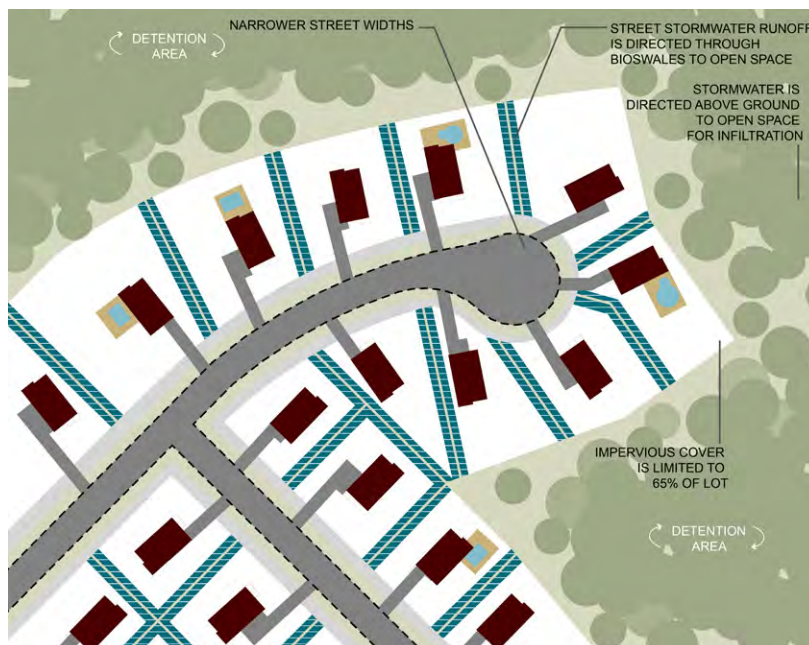 DETENTION
AREA
NARROWER STREET WIDTHS
STREET STORMWATER RUNOFF
IS DIRECTED THROUGH
BIOSWALES TO OPEN SPACE
STORMWATER IS
DIRECTED ABOVE GROUND
TO OPEN SPACE
FOR INFILTRATION
IMPERVIOUS COVER
IS LIMITED TO
65% OF LOT
DETENTION
AREA